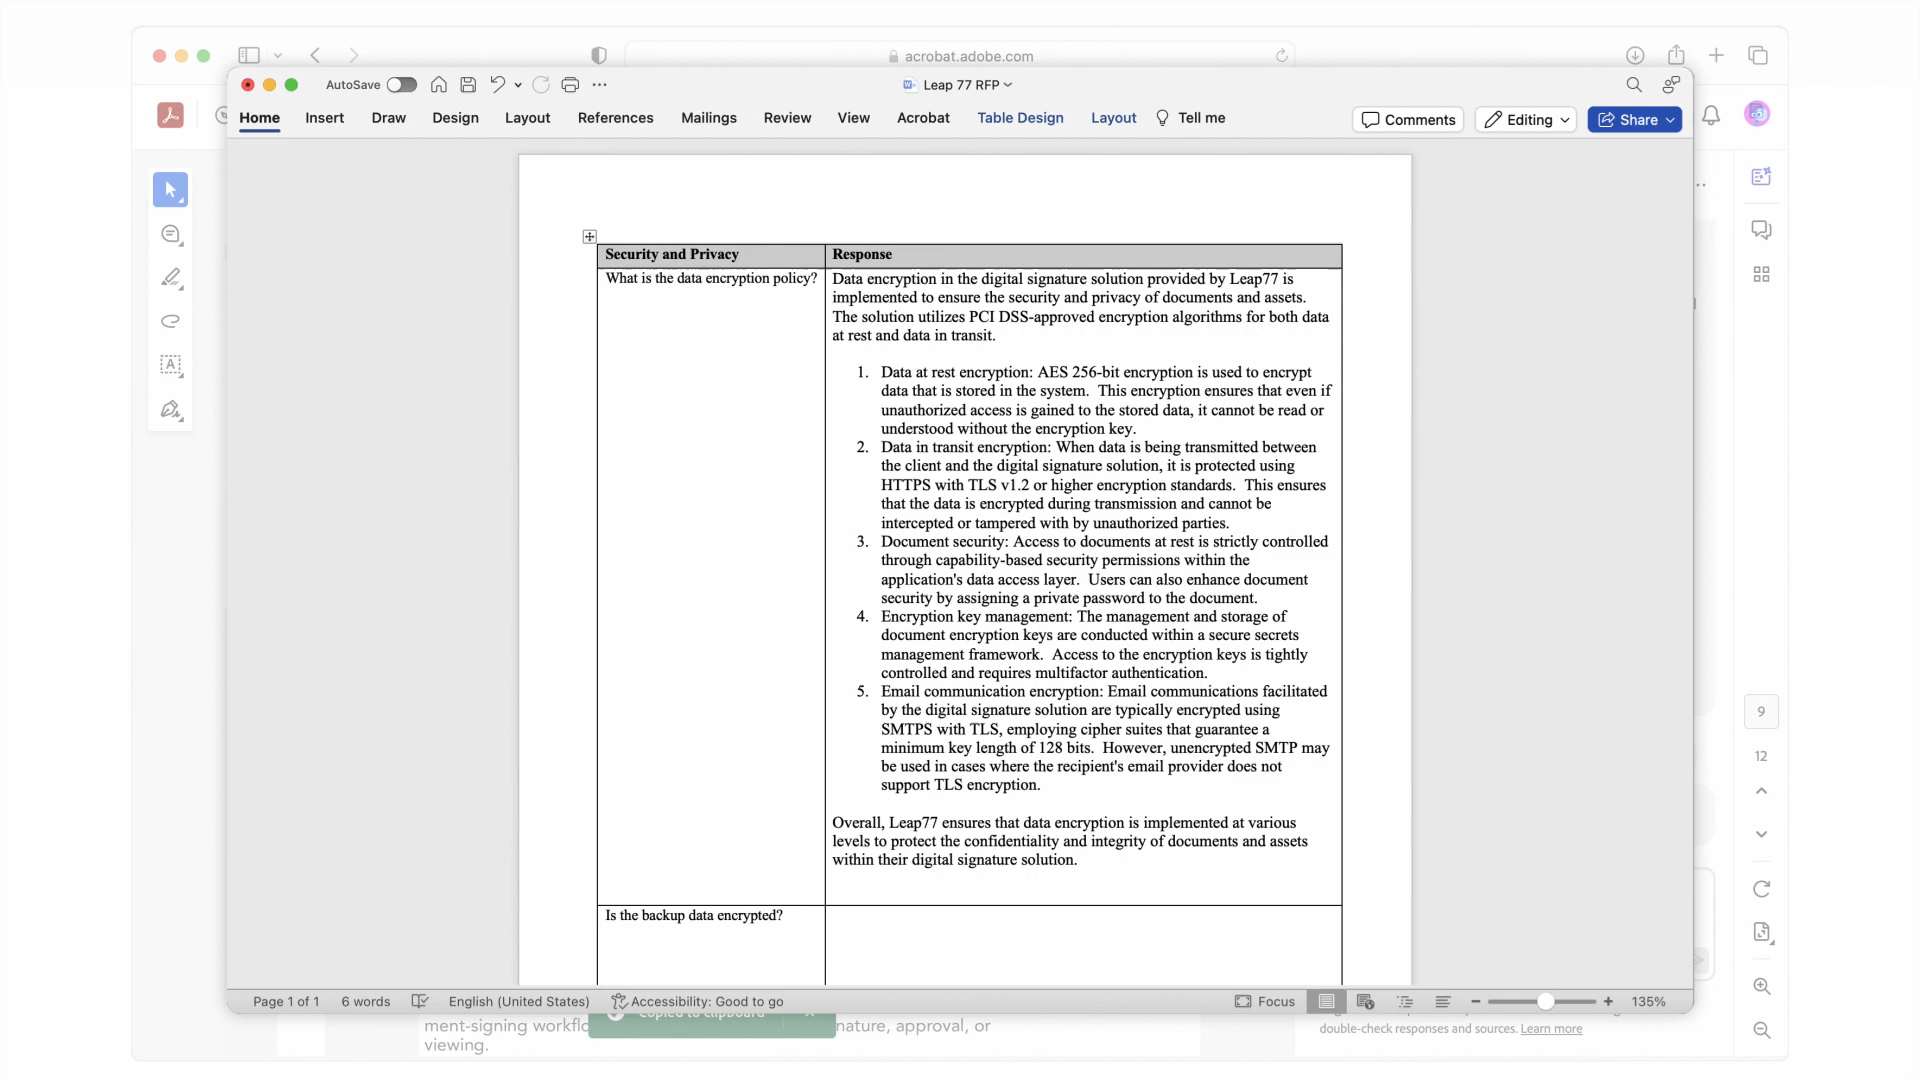 acrobat.adobe.com
AutoSave
Leap 77 RFP
Home Insert Draw Design Layout References Mailings Review View Acrobat Table Design Layout Tell me Comments Editing Share
Security and Privacy Response
What is the data encryption policy?
Data encryption in the digital signature solution provided by Leap77 is
implemented to ensure the security and privacy of documents and assets.
The solution utilizes PCI DSS-approved encryption algorithms for both data
at rest and data in transit.
1. Data at rest encryption: AES 256-bit encryption is used to encrypt
data that is stored in the system. This encryption ensures that even if
unauthorized access is gained to the stored data, it cannot be read or
understood without the encryption key.
2. Data in transit encryption: When data is being transmitted between
the client and the digital signature solution, it is protected using
HTTPS with TLS v1.2 or higher encryption standards. This ensures
that the data is encrypted during transmission and cannot be
intercepted or tampered with by unauthorized parties.
3. Document security: Access to documents at rest is strictly controlled
through capability-based security permissions within the
application's data access layer. Users can also enhance document
security by assigning a private password to the document.
4. Encryption key management: The management and storage of
document encryption keys are conducted within a secure secrets
management framework. Access to the encryption keys is tightly
controlled and requires multifactor authentication.
5. Email communication encryption: Email communications facilitated
by the digital signature solution are typically encrypted using
SMTPS with TLS, employing cipher suites that guarantee a
minimum key length of 128 bits. However, unencrypted SMTP may
be used in cases where the recipient's email provider does not
support TLS encryption.
Overall, Leap77 ensures that data encryption is implemented at various
levels to protect the confidentiality and integrity of documents and assets
within their digital signature solution.
Is the backup data encrypted?
9
12
Page 1 of 1 6 words English (United States) Accessibility: Good to go Focus 135%
Copied to clipboard
ment-signing workflo nature, approval, or
viewing.
double-check responses and sources. Learn more